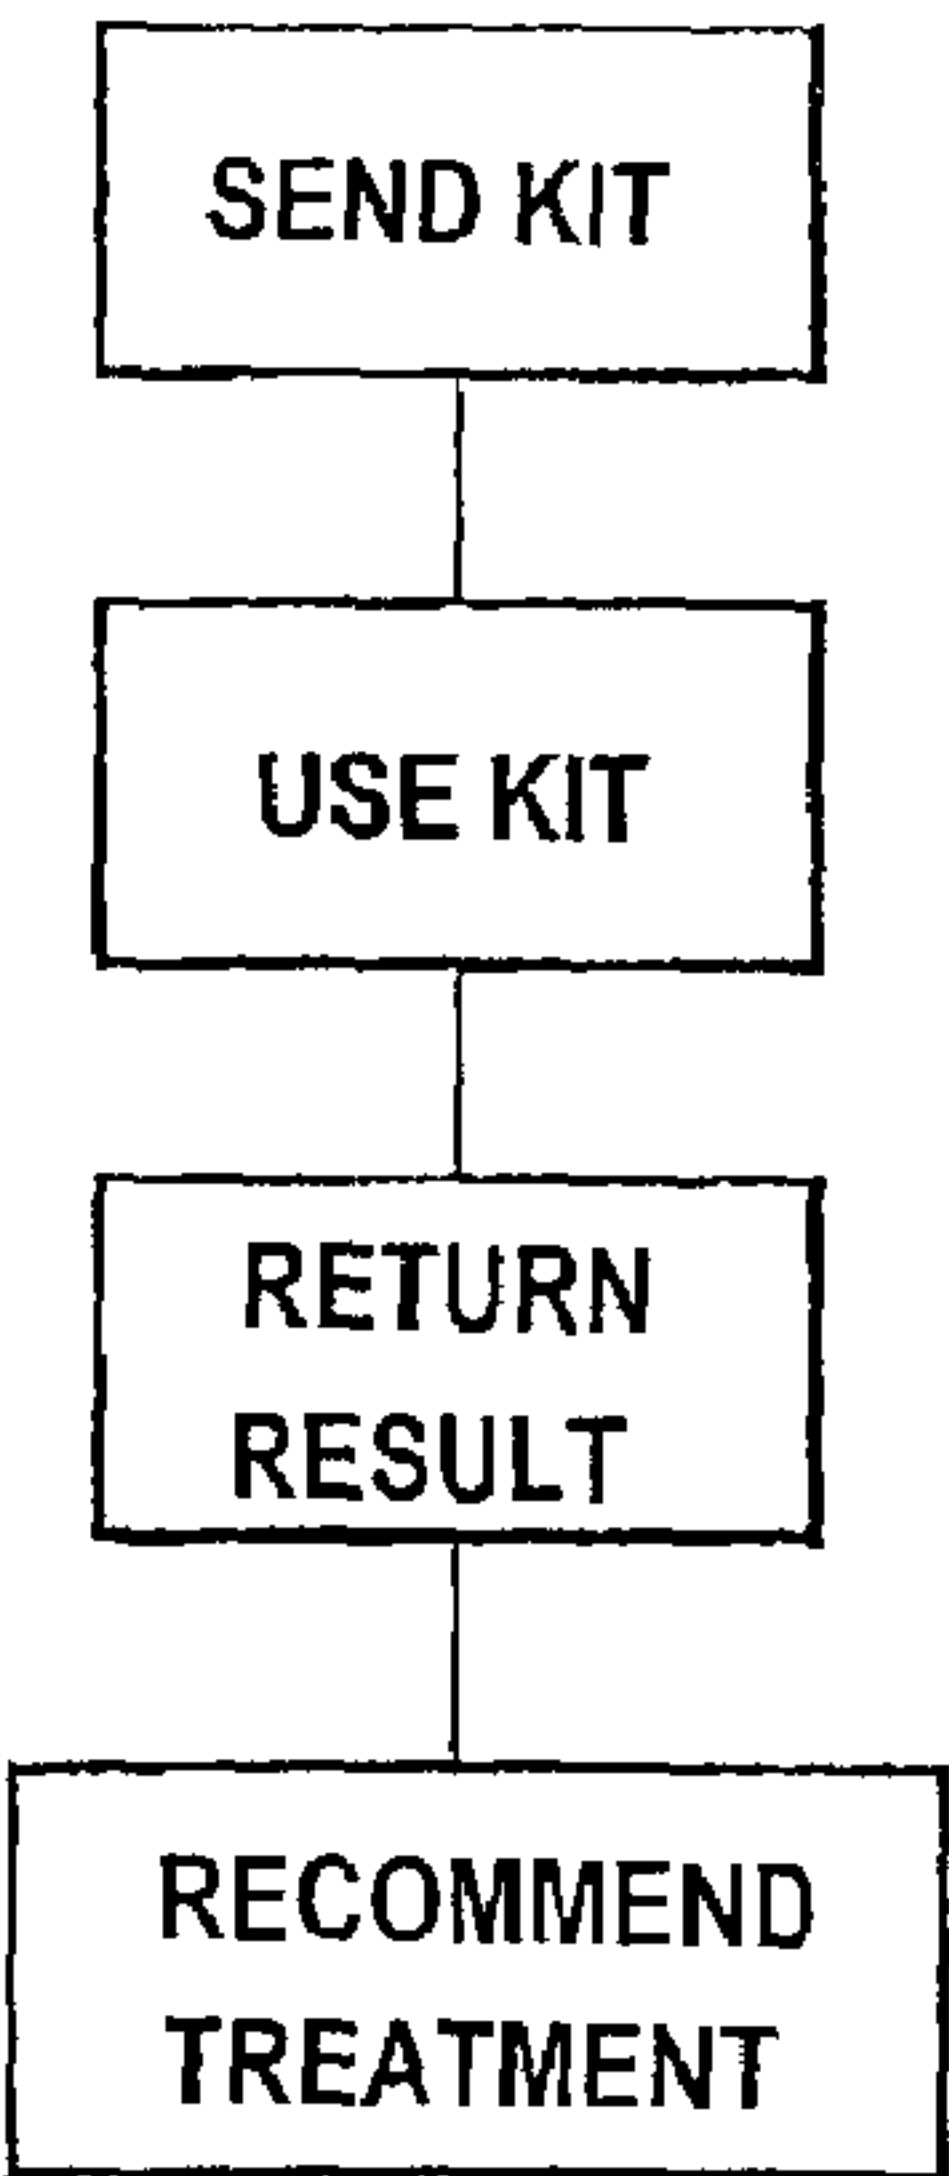 SEND KIT
USE KIT
RETURN
RESULT
RECOMMEND
TREATMENT